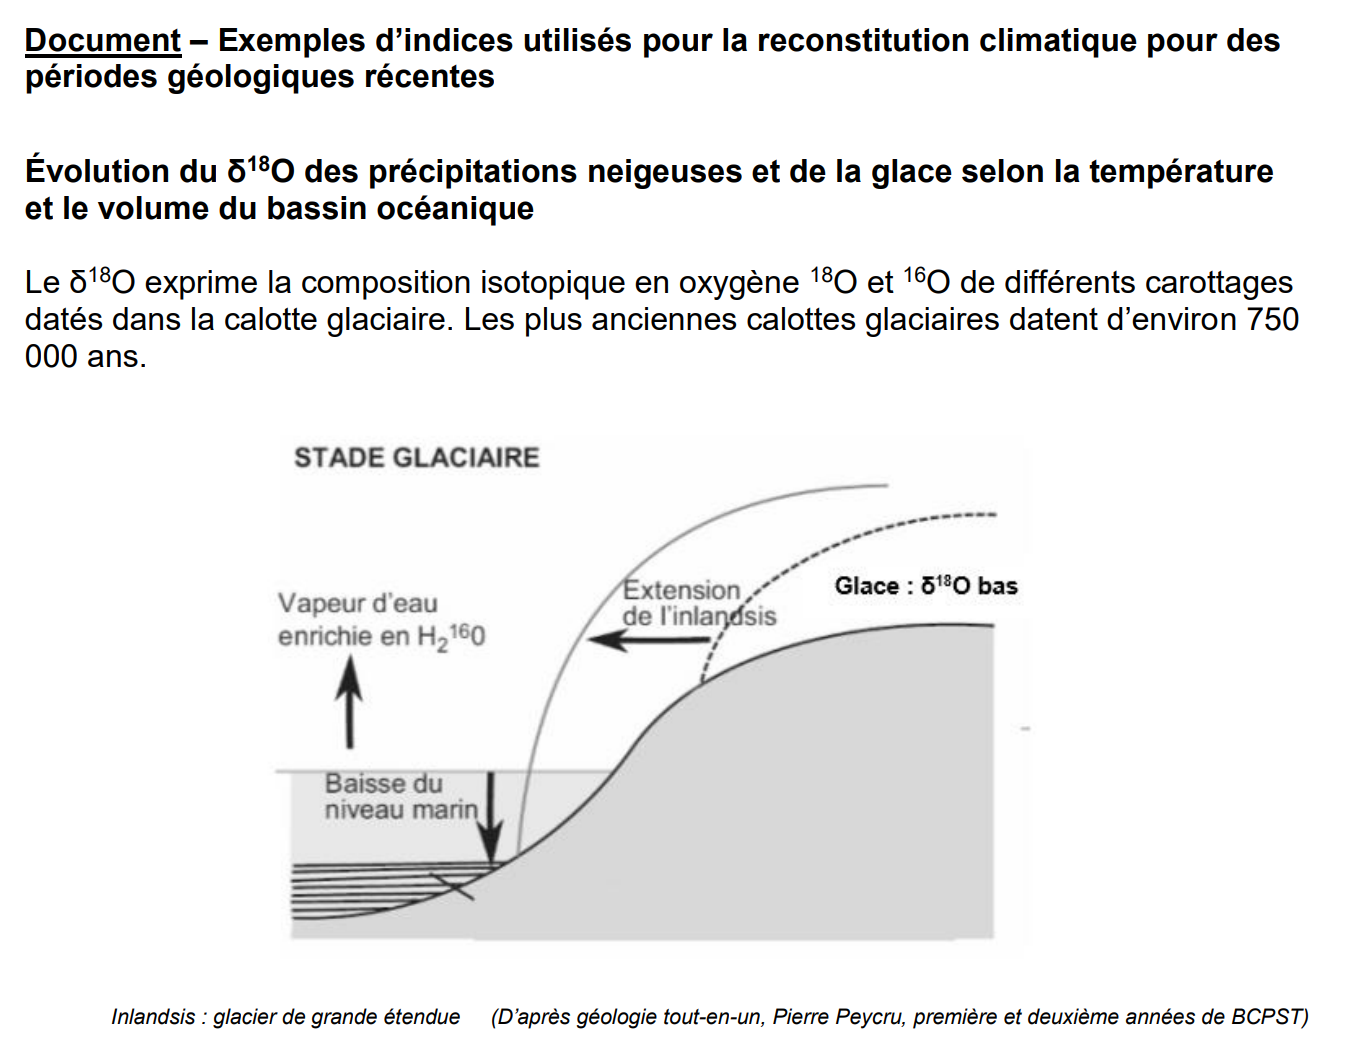 Document – Exemples d’indices utilisés pour la reconstitution climatique pour des
périodes géologiques récentes
Évolution du δ¹⁸O des précipitations neigeuses et de la glace selon la température
et le volume du bassin océanique
Le δ¹⁸O exprime la composition isotopique en oxygène ¹⁸O et ¹⁶O de différents carottages
datés dans la calotte glaciaire. Les plus anciennes calottes glaciaires datent d’environ 750
000 ans.
STADE GLACIAIRE
Glace : δ¹⁸O bas
Extension
de l’inlandsis
Vapeur d’eau
enrichie en H₂¹⁶0
Baisse du
niveau marin
Inlandsis : glacier de grande étendue (D’après géologie tout-en-un, Pierre Peycru, première et deuxième années de BCPST)